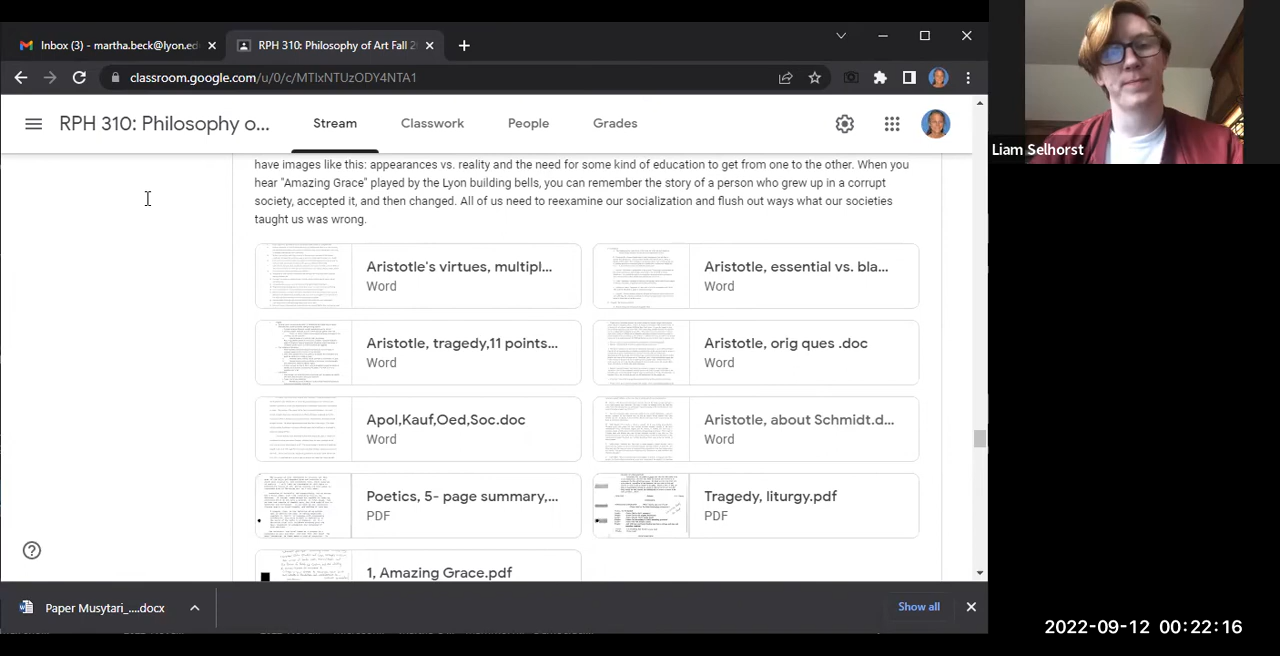 Inbox (3) - martha.beck@lyon.ed
RPH 310: Philosophy of Art Fall 2
classroom.google.com/u/0/c/MTIxNTUzODY4NTA1
RPH 310: Philosophy o...
Stream
Classwork
People
Grades
Liam Selhorst
have images like this: appearances vs. reality and the need for some kind of education to get from one to the other. When you
hear "Amazing Grace" played by the Lyon building bells, you can remember the story of a person who grew up in a corrupt
society, accepted it, and then changed. All of us need to reexamine our socialization and flush out ways what our societies
taught us was wrong.
Aristotle's virtues, multipl...
Word
Aristotle, essential vs. bla...
Word
Aristotle, tragedy,11 points...
Word
Aristotle, orig ques .doc
Word
Apol,Kauf,Oed,Soc.doc
Word
Aristotle, about Schmidt.d...
Word
Poetics, 5- page summary,...
PDF
Tragedy, liturgy.pdf
PDF
1, Amazing Grace.pdf
Paper Musytari_....docx
Show all
2022-09-12 00:22:16